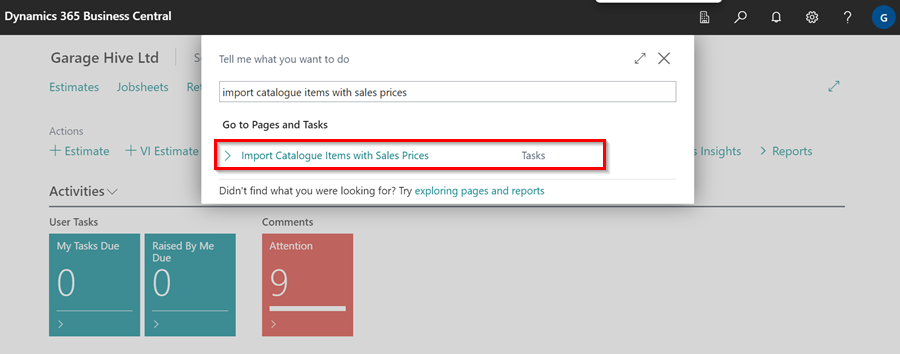 Dynamics 365 Business Central
G
Garage Hive Ltd
Tell me what you want to do
Estimates
Jobsheets
import catalogue items with sales prices
Go to Pages and Tasks
Actions
Estimate
VI Estimate
Import Catalogue Items with Sales Prices
Tasks
Insights
Reports
Didn't find what you were looking for? Try exploring pages and reports
Activities
User Tasks
Comments
My Tasks Due
Raised By Me
Due
Attention
0
0
9